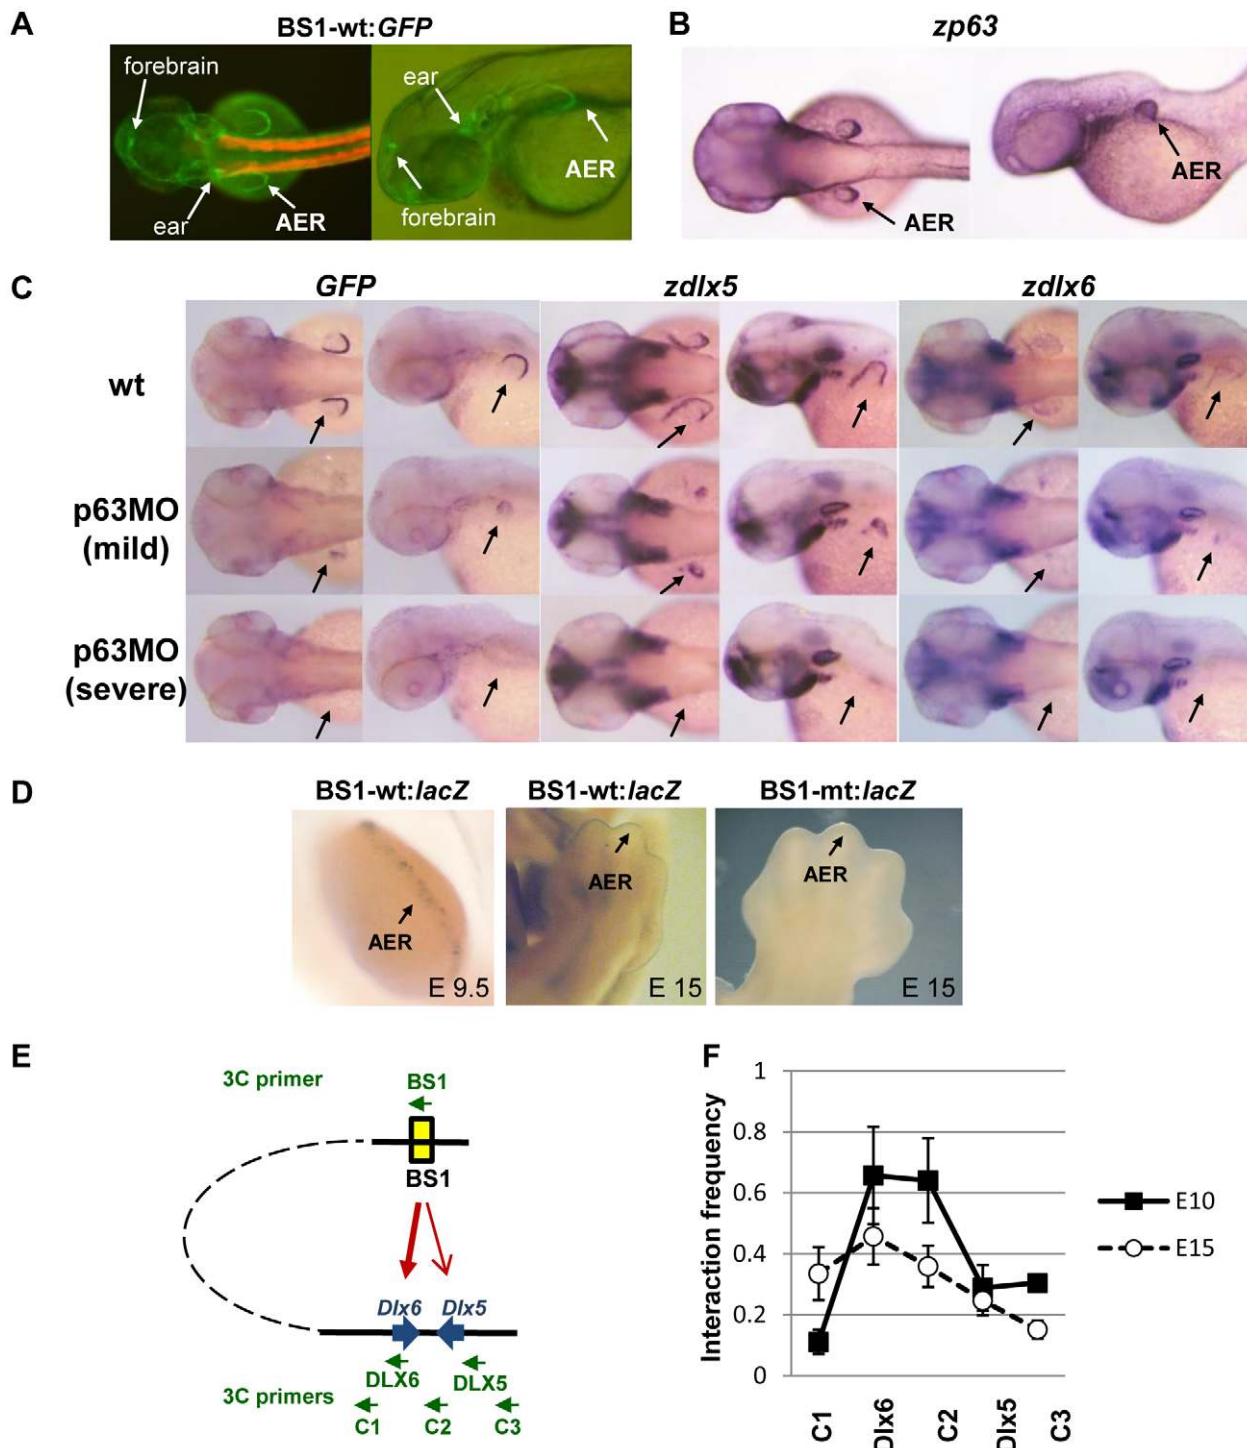 A
BS1-wt:GFP
forebrain
ear
AER
ear
AER
forebrain
B
zp63
AER
AER
C
GFP
zdlx5
zdlx6
wt
p63MO
(mild)
p63MO
(severe)
D
BS1-wt:lacZ
BS1-wt:lacZ
BS1-mt:lacZ
AER
E 9.5
AER
E 15
AER
E 15
E
3C primer
BS1
BS1
Dlx6
Dlx5
DLX6
DLX5
3C primers
C1
C2
C3
F
Interaction frequency
1
0.8
0.6
0.4
0.2
0
C1
Dlx6
C2
Dlx5
C3
E10
E15